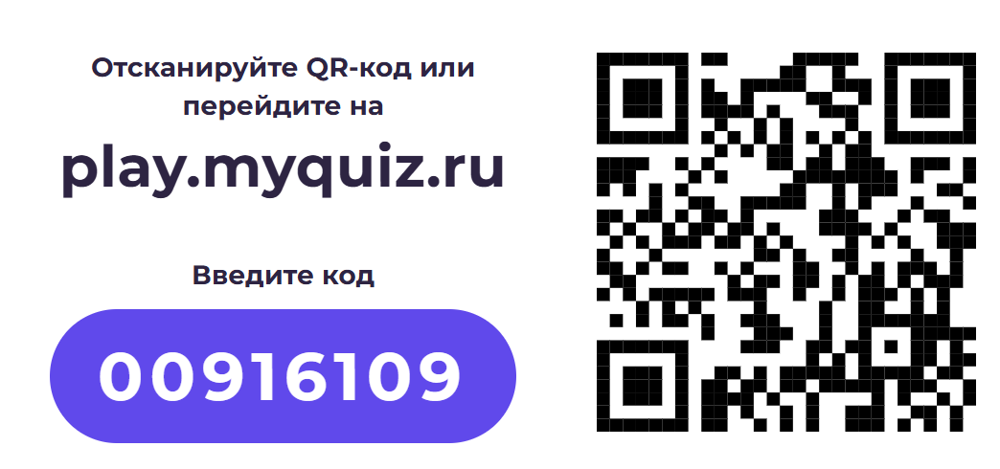 Отсканируйте QR-код или
перейдите на
play.myquiz.ru
Введите код
00916109